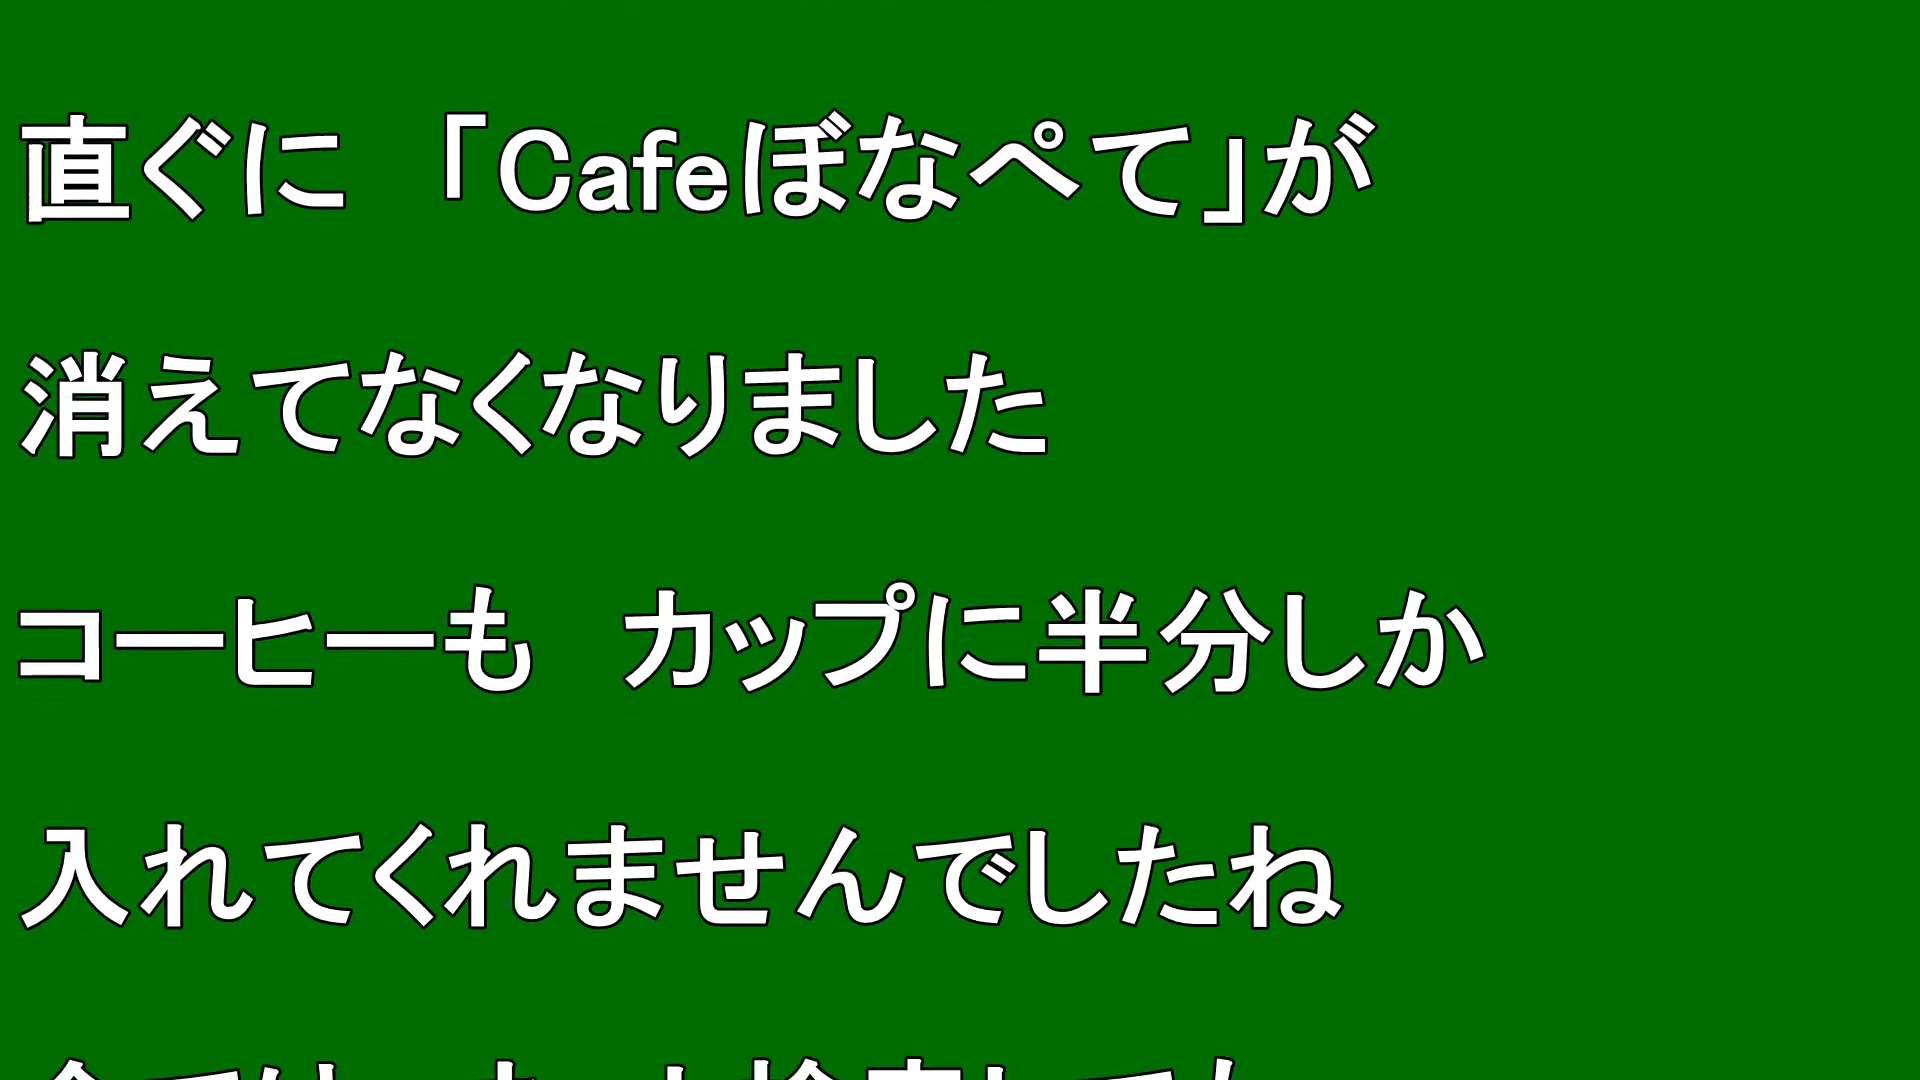 直ぐに　「Cafeぼなぺて」が
消えてなくなりました
コーヒーも　カップに半分しか
入れてくれませんでしたね